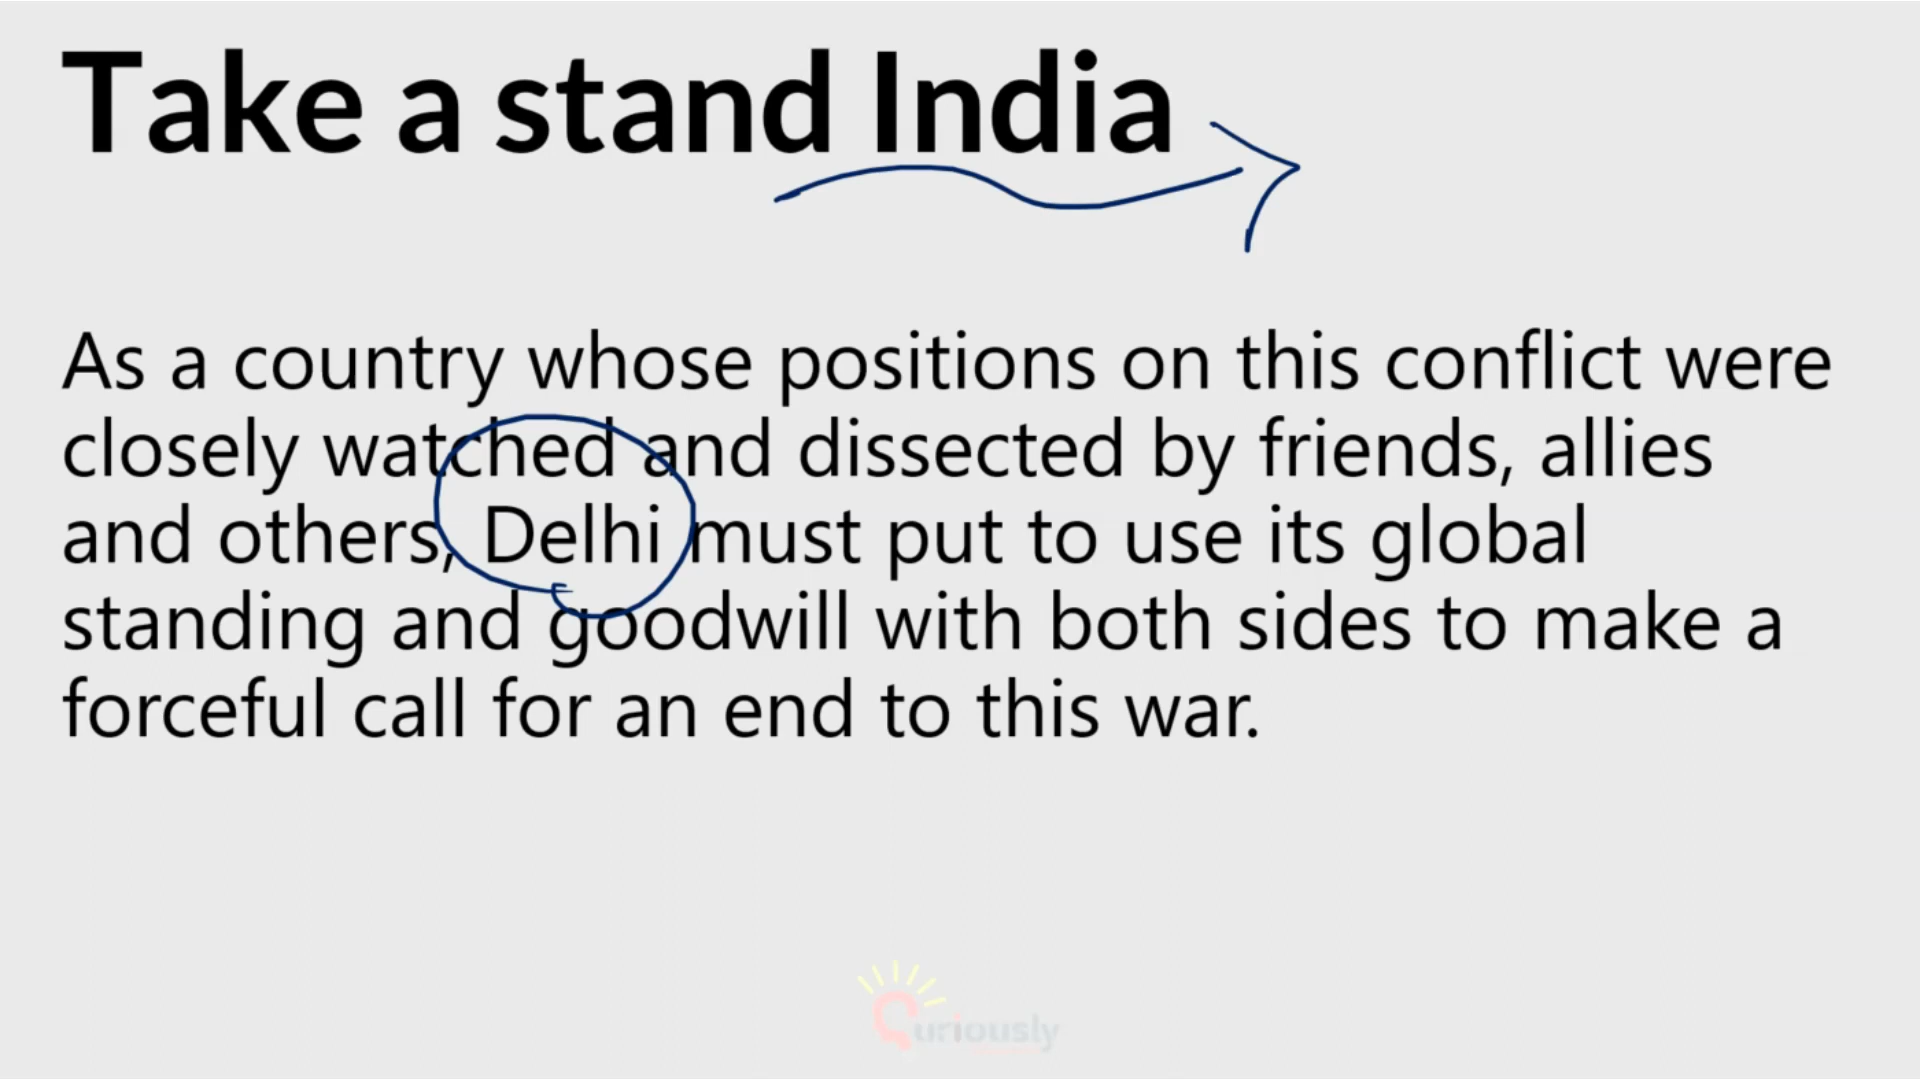 Take a stand India
As a country whose positions on this conflict were
closely watched and dissected by friends, allies
and others, Delhi must put to use its global
standing and goodwill with both sides to make a
forceful call for an end to this war.
uriously